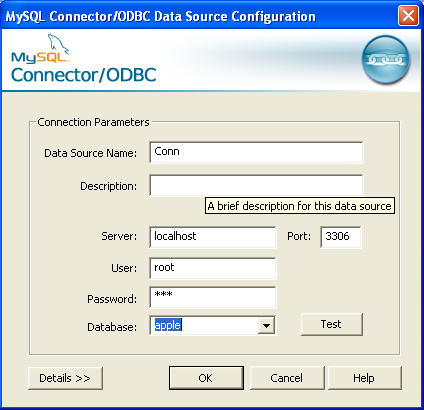 MySQL Connector/ODBC Data Source Configuration
MySQL
Connector/ODBC
Connection Parameters
Data Source Name: Conn
Description:
A brief description for this data source
Server: localhost Port: 3306
User: root
Password: ***
Database: apple Test
Details >> OK Cancel Help